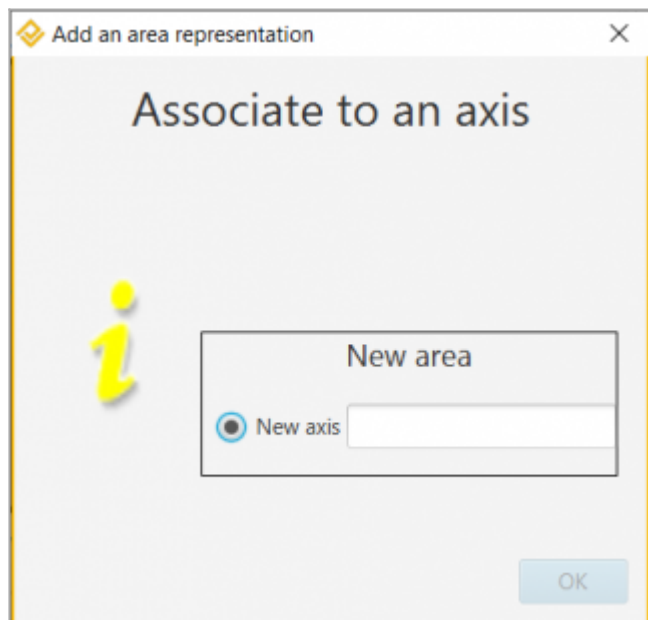 Add an area representation
Associate to an axis
New area
New axis
OK